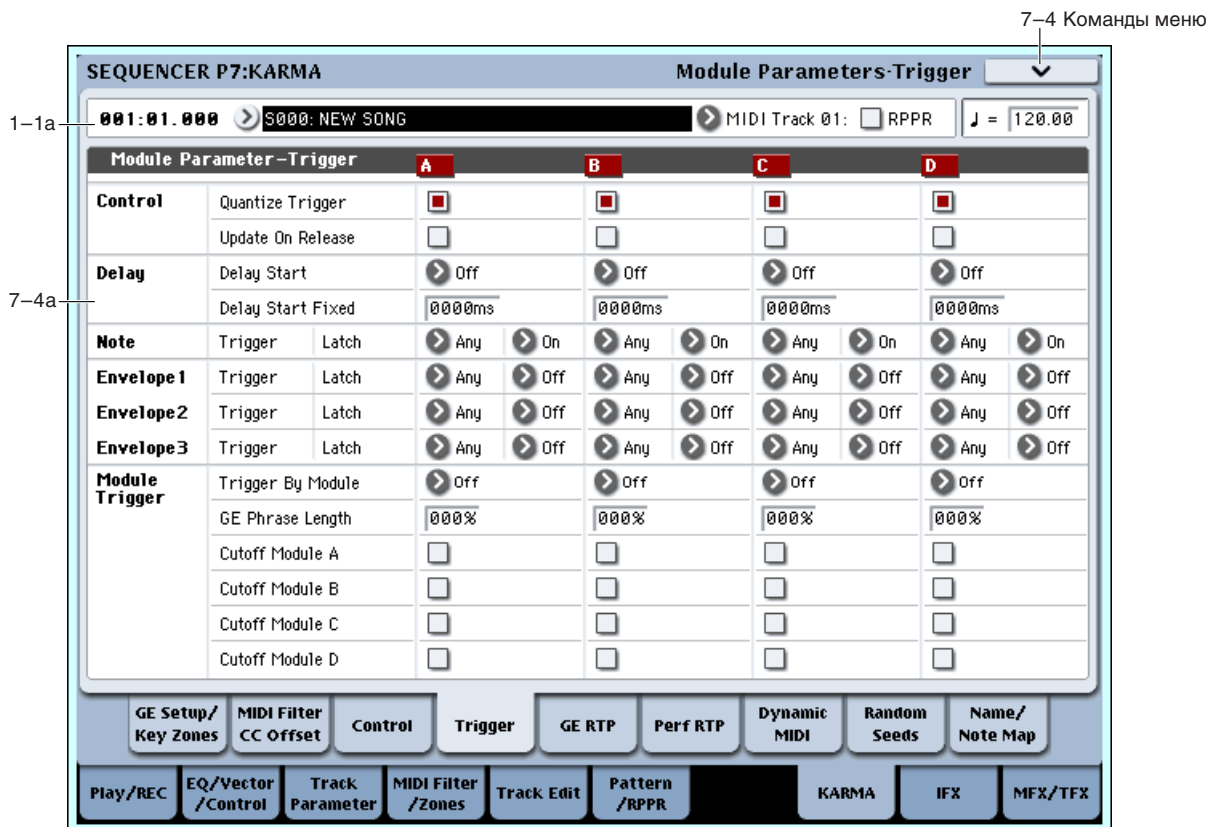 7–4 Команды меню
SEQUENCER P7:KARMA Module Parameters-Trigger
1–1a
001:01.000 S000: NEW SONG MIDI Track 01: RPPR ♩ = 120.00
Module Parameter–Trigger A B C D
Control Quantize Trigger
Update On Release
Delay Delay Start Off Off Off Off
7–4a
Delay Start Fixed 0000ms 0000ms 0000ms 0000ms
Note Trigger Latch Any On Any On Any On Any On
Envelope1 Trigger Latch Any Off Any Off Any Off Any Off
Envelope2 Trigger Latch Any Off Any Off Any Off Any Off
Envelope3 Trigger Latch Any Off Any Off Any Off Any Off
Module Trigger Trigger By Module Off Off Off Off
GE Phrase Length 000% 000% 000% 000%
Cutoff Module A
Cutoff Module B
Cutoff Module C
Cutoff Module D
GE Setup/ Key Zones MIDI Filter CC Offset Control Trigger GE RTP Perf RTP Dynamic MIDI Random Seeds Name/ Note Map
Play/REC EQ/Vector /Control Track Parameter MIDI Filter /Zones Track Edit Pattern /RPPR KARMA IFX MFX/TFX